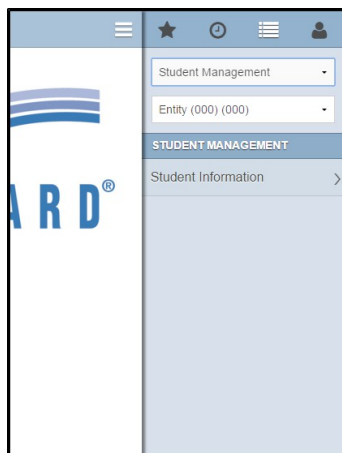 Student Management
Entity (000) (000)
STUDENT MANAGEMENT
Student Information
ARD®